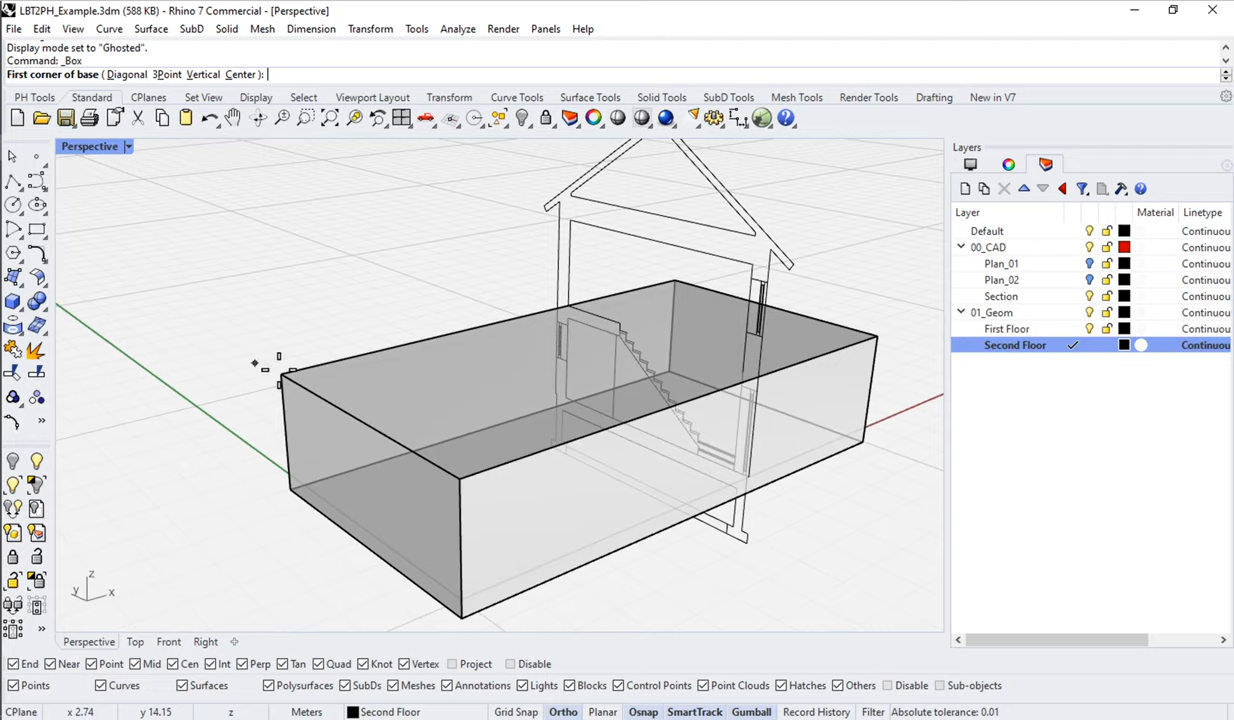 LBT2PH_Example.3dm (588 KB) - Rhino 7 Commercial - [Perspective]
File Edit View Curve Surface SubD Solid Mesh Dimension Transform Tools Analyze Render Panels Help
Display mode set to "Ghosted".
Command: _Box
First corner of base ( Diagonal 3Point Vertical Center ):
PH Tools Standard CPlanes Set View Display Select Viewport Layout Transform Curve Tools Surface Tools Solid Tools SubD Tools Mesh Tools Render Tools Drafting New in V7
Perspective
Layers
Layer Material Linetype
Default Continuou
00_CAD Continuou
Plan_01 Continuou
Plan_02 Continuou
Section Continuou
01_Geom Continuou
First Floor Continuou
Second Floor Continuou
z
y x
Perspective Top Front Right
End Near Point Mid Cen Int Perp Tan Quad Knot Vertex Project Disable
Points Curves Surfaces Polysurfaces SubDs Meshes Annotations Lights Blocks Control Points Point Clouds Hatches Others Disable Sub-objects
CPlane x 2.74 y 14.15 z Meters Second Floor Grid Snap Ortho Planar Osnap SmartTrack Gumball Record History Filter Absolute tolerance: 0.01